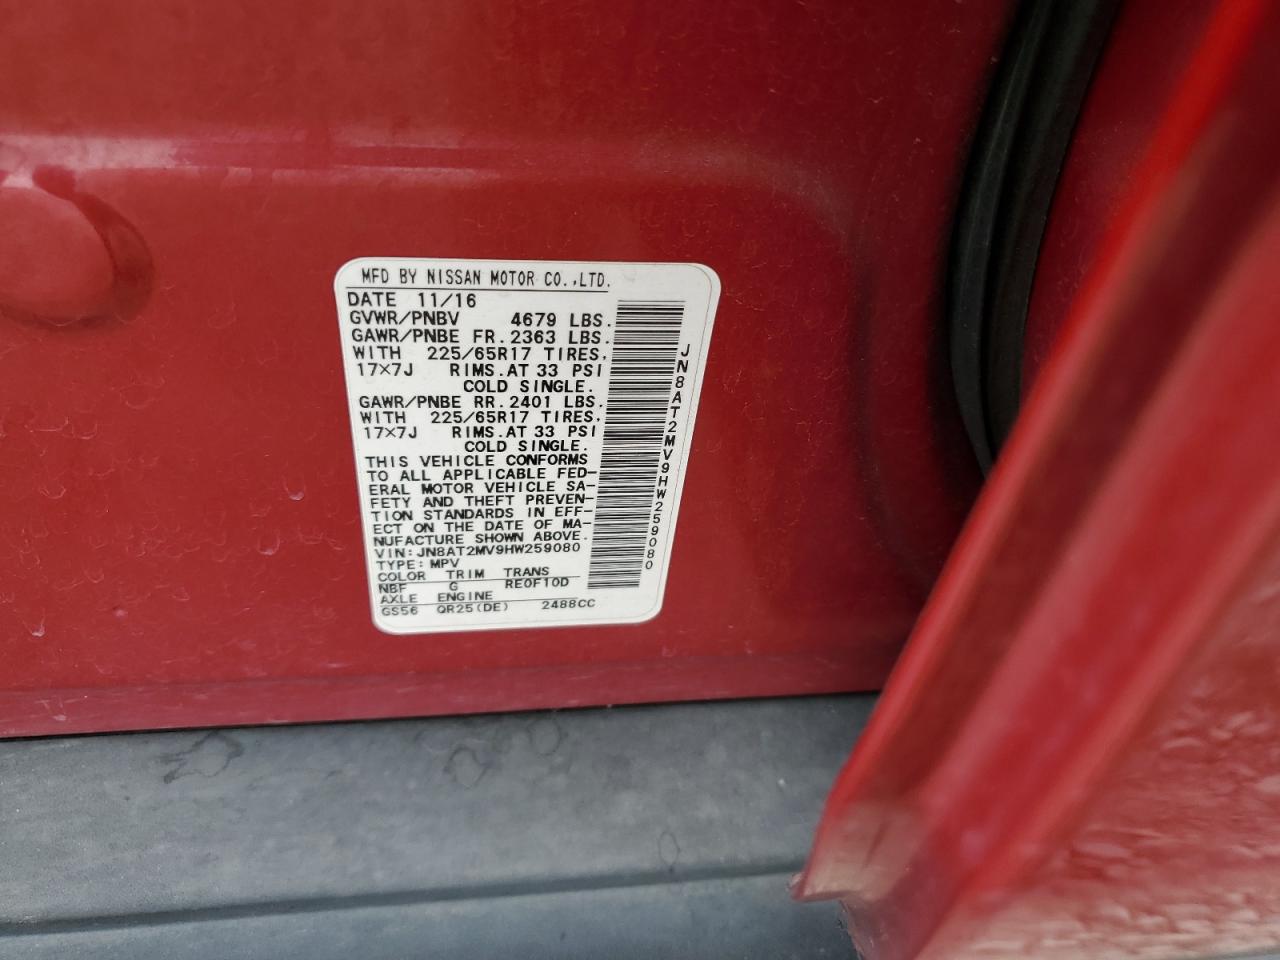 MFD BY NISSAN MOTOR CO.,LTD.
DATE 11/16
GVWR/PNBV 4679 LBS.
GAWR/PNBE FR.2363 LBS.
WITH 225/65R17 TIRES,
17×7J RIMS.AT 33 PSI
COLD SINGLE.
GAWR/PNBE RR.2401 LBS.
WITH 225/65R17 TIRES,
17×7J RIMS.AT 33 PSI
COLD SINGLE.
THIS VEHICLE CONFORMS
TO ALL APPLICABLE FED-
ERAL MOTOR VEHICLE SA-
FETY AND THEFT PREVEN-
TION STANDARDS IN EFF-
ECT ON THE DATE OF MA-
NUFACTURE SHOWN ABOVE.
VIN:JN8AT2MV9HW259080
TYPE:MPV
COLOR TRIM TRANS
NBF G RE0F10D
AXLE ENGINE
GS56 QR25(DE) 2488CC
JN8AT2MV9HW259080